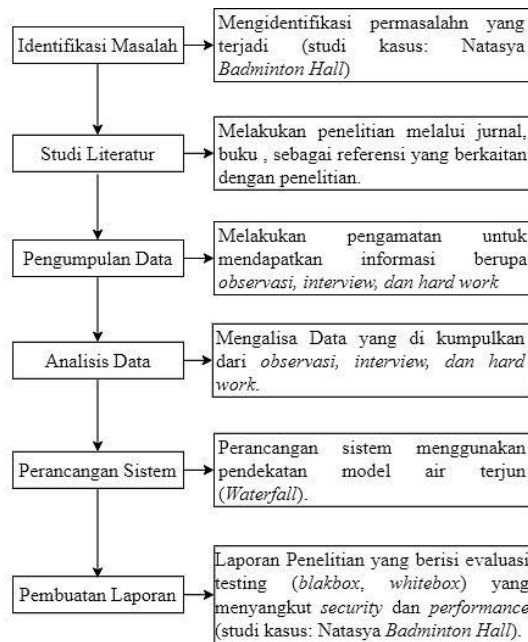 Identifikasi Masalah
Mengidentifikasi permasalahn yang
terjadi (studi kasus: Natasya
Badminton Hall)
Studi Literatur
Melakukan penelitian melalui jurnal,
buku , sebagai referensi yang berkaitan
dengan penelitian.
Pengumpulan Data
Melakukan pengamatan untuk
mendapatkan informasi berupa
observasi, interview, dan hard work
Analisis Data
Mengalisa Data yang di kumpulkan
dari observasi, interview, dan hard
work.
Perancangan Sistem
Perancangan sistem menggunakan
pendekatan model air terjun
(Waterfall).
Pembuatan Laporan
Laporan Penelitian yang berisi evaluasi
testing (blakbox, whitebox) yang
menyangkut security dan performance
(studi kasus: Natasya Badminton Hall).